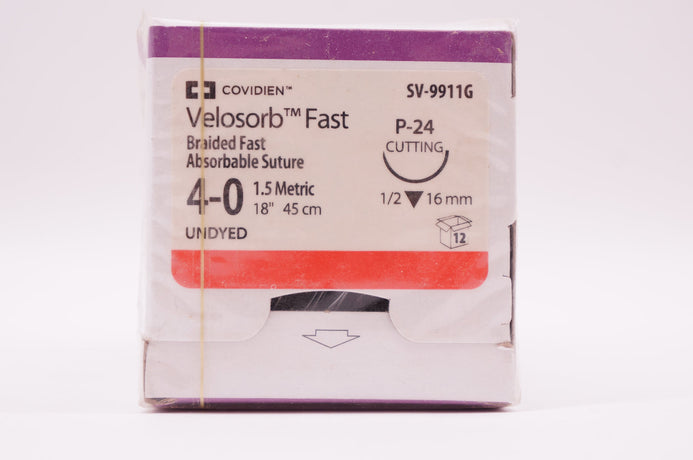 COVIDIEN™
SV-9911G
Velosorb™ Fast
Braided Fast
Absorbable Suture
P-24
CUTTING
4-0
1.5 Metric
18" 45 cm
1/2 ▼ 16 mm
UNDYED
12